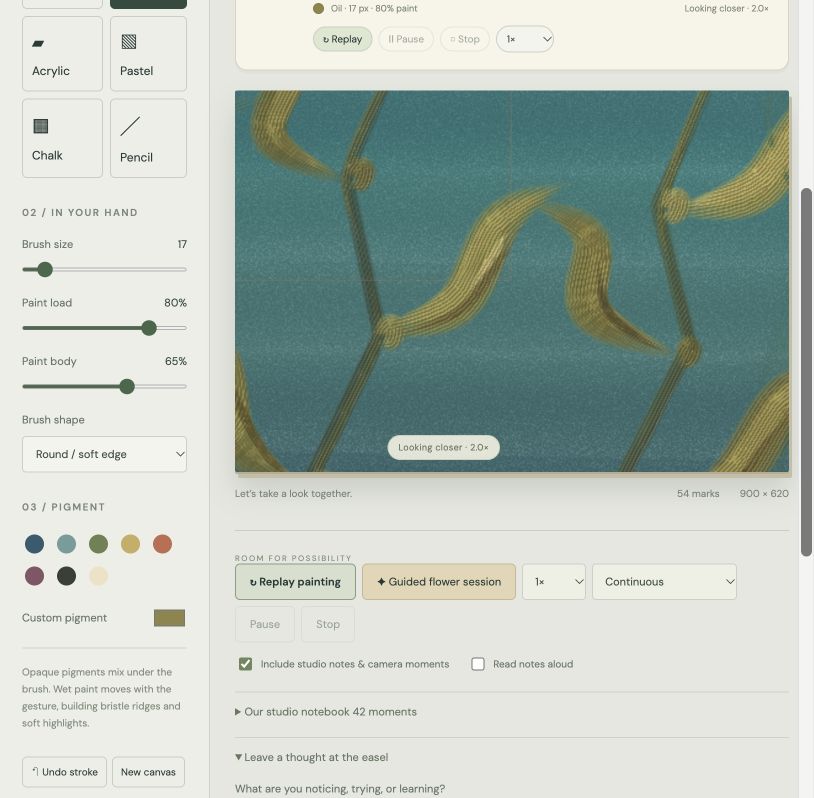 Acrylic
Pastel
Chalk
Pencil
02 / IN YOUR HAND
Brush size 17
Paint load 80%
Paint body 65%
Brush shape
Round / soft edge
03 / PIGMENT
Custom pigment
Opaque pigments mix under the
brush. Wet paint moves with the
gesture, building bristle ridges and
soft highlights.
Undo stroke
New canvas
Oil · 17 px · 80% paint
Looking closer · 2.0×
↻ Replay
II Pause
□ Stop
1×
Looking closer · 2.0×
Let's take a look together.
54 marks
900 × 620
ROOM FOR POSSIBILITY
↻ Replay painting
✦ Guided flower session
1×
Continuous
Pause
Stop
Include studio notes & camera moments
Read notes aloud
▶ Our studio notebook 42 moments
▼ Leave a thought at the easel
What are you noticing, trying, or learning?